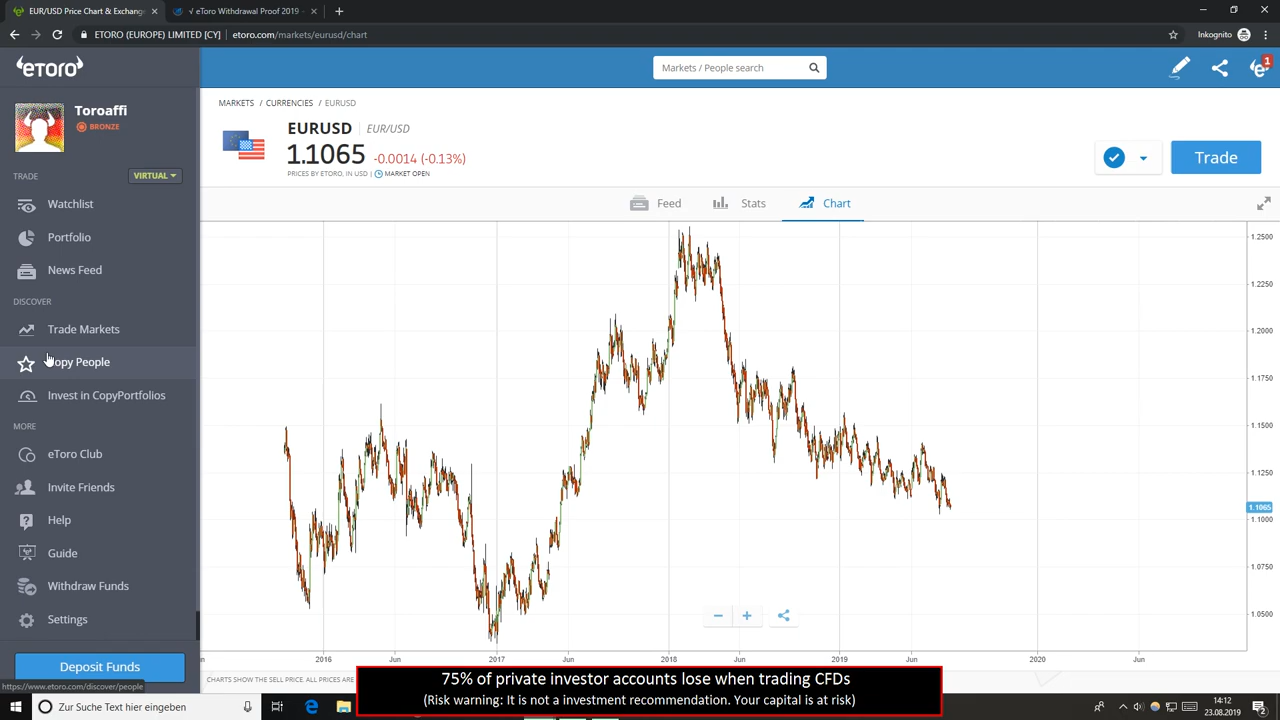 EUR/USD Price Chart & Exchange
√ eToro Withdrawal Proof 2019 -
ETORO (EUROPE) LIMITED [CY]
etoro.com/markets/eurusd/chart
Inkognito
eToro
Markets / People search
1
Toroaffi
BRONZE
TRADE
VIRTUAL
Watchlist
Portfolio
News Feed
DISCOVER
Trade Markets
opy People
Invest in CopyPortfolios
MORE
eToro Club
Invite Friends
Help
Guide
Withdraw Funds
Settings
Deposit Funds
https://www.etoro.com/discover/people
MARKETS / CURRENCIES / EURUSD
EURUSD EUR/USD
1.1065 -0.0014 (-0.13%)
PRICES BY ETORO, IN USD | MARKET OPEN
Trade
Feed
Stats
Chart
1.2500
1.2250
1.2000
1.1750
1.1500
1.1250
1.1065
1.1000
1.0750
1.0500
2016 Jun 2017 Jun 2018 Jun 2019 Jun 2020 Jun
CHARTS SHOW THE SELL PRICE. ALL PRICES ARE
75% of private investor accounts lose when trading CFDs
(Risk warning: It is not a investment recommendation. Your capital is at risk)
Zur Suche Text hier eingeben
14:12
23.08.2019
2